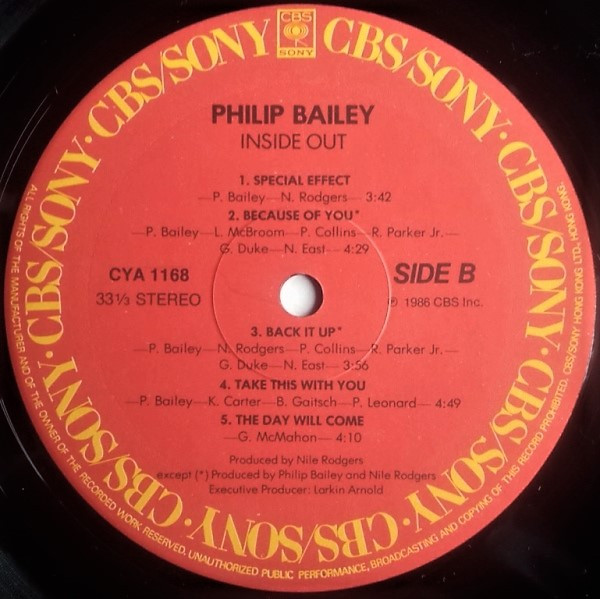 CBS
SONY
CBS/SONY · CBS/SONY · CBS/SONY · CBS/SONY · CBS/SONY · CBS/SONY · CBS/SONY · CBS/SONY
PHILIP BAILEY
INSIDE OUT
1. SPECIAL EFFECT
—P. Bailey—N. Rodgers— 3:42
2. BECAUSE OF YOU*
—P. Bailey—L. McBroom—P. Collins—R. Parker Jr.—
G. Duke—N. East— 4:29
CYA 1168
33⅓ STEREO
SIDE B
℗ 1986 CBS Inc.
3. BACK IT UP*
—P. Bailey—N. Rodgers—P. Collins—R. Parker Jr.—
G. Duke—N. East— 3:56
4. TAKE THIS WITH YOU
—P. Bailey—K. Carter—B. Gaitsch—P. Leonard— 4:49
5. THE DAY WILL COME
—G. McMahon— 4:10
Produced by Nile Rodgers
except (*) Produced by Philip Bailey and Nile Rodgers
Executive Producer: Larkin Arnold
ALL RIGHTS OF THE MANUFACTURER AND OF THE OWNER OF THE RECORDED WORK RESERVED. UNAUTHORIZED PUBLIC PERFORMANCE, BROADCASTING AND COPYING OF THIS RECORD PROHIBITED. CBS/SONY HONG KONG LTD., HONG KONG.